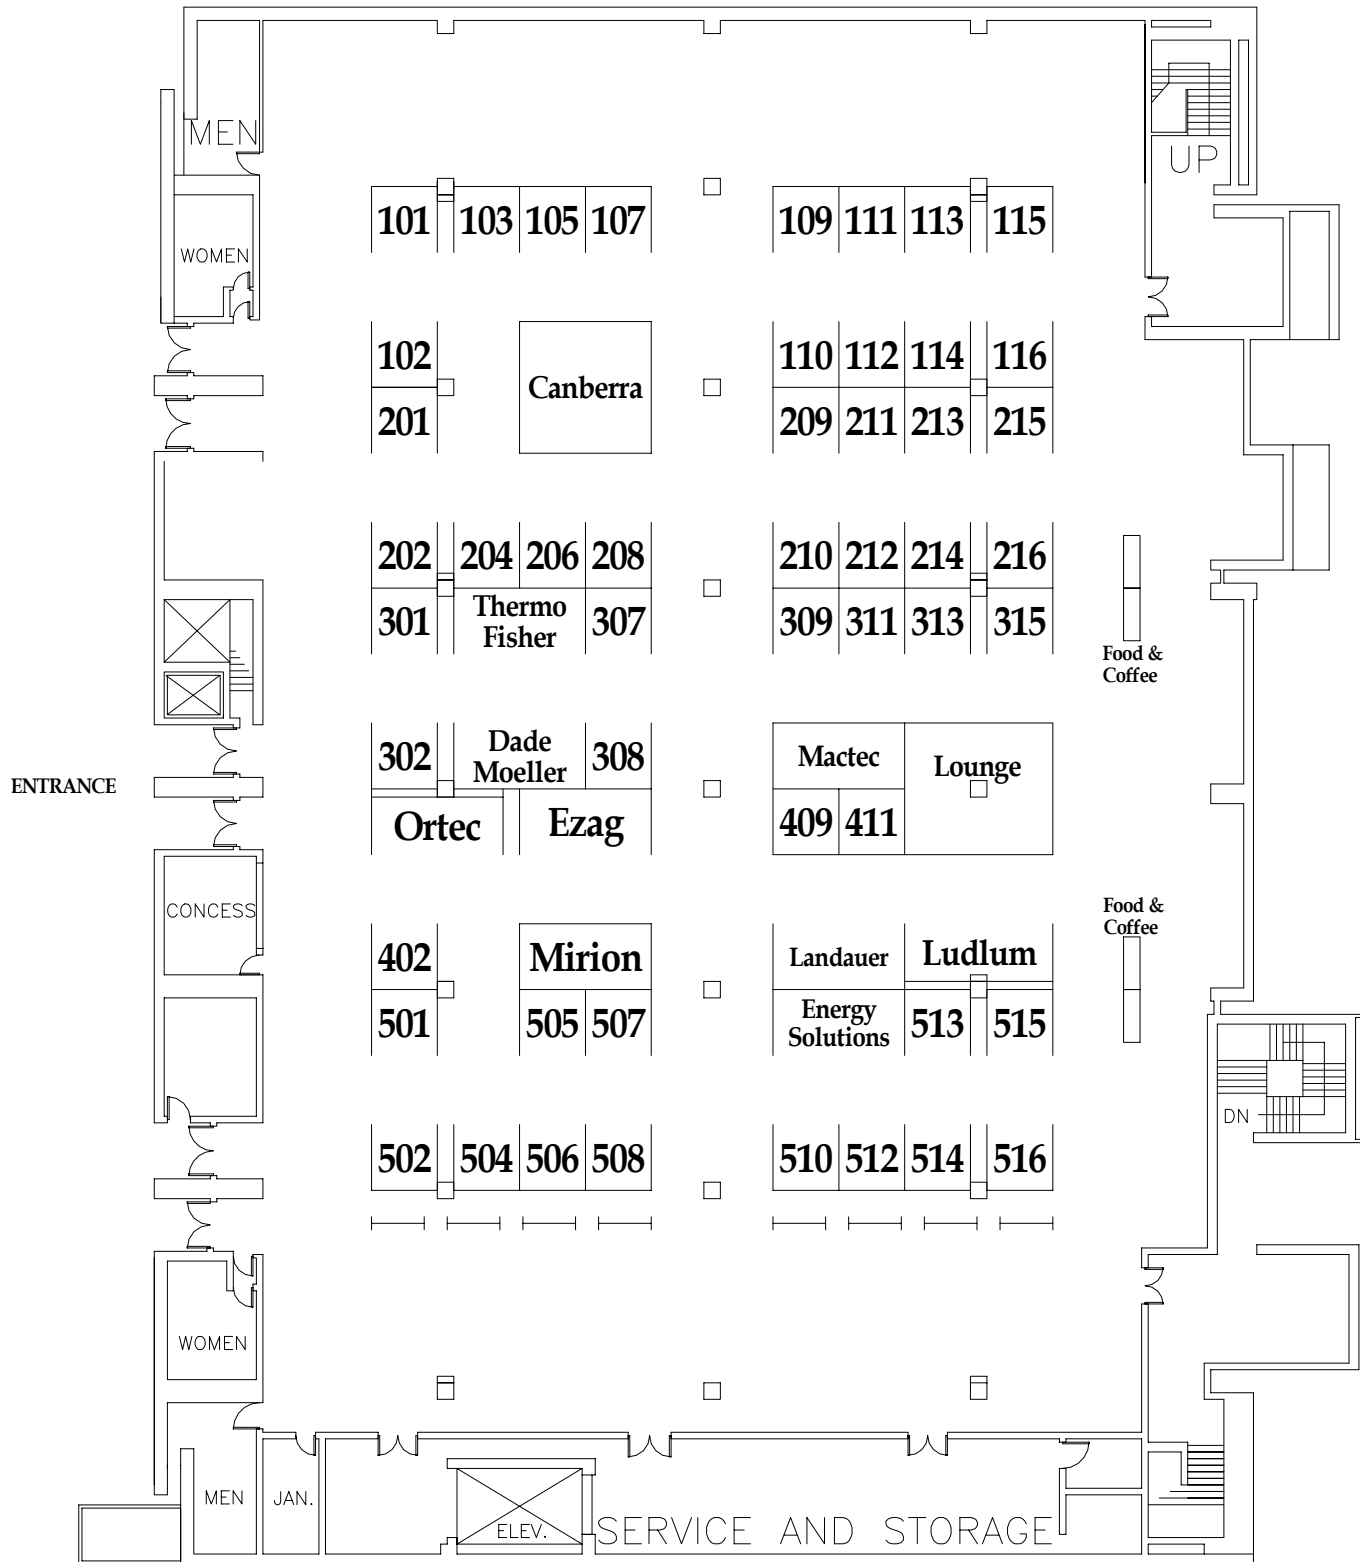 MEN
UP
101 103 105 107 109 111 113 115
WOMEN
102 110 112 114 116
Canberra
201 209 211 213 215
202 204 206 208 210 212 214 216
301 Thermo
Fisher 307 309 311 313 315
Food &
Coffee
302 Dade
Moeller 308 Mactec Lounge
ENTRANCE
Ortec Ezag 409 411
CONCESS
Food &
Coffee
402 Mirion Landauer Ludlum
501 505 507 Energy
Solutions 513 515
DN
502 504 506 508 510 512 514 516
WOMEN
MEN JAN. ELEV. SERVICE AND STORAGE